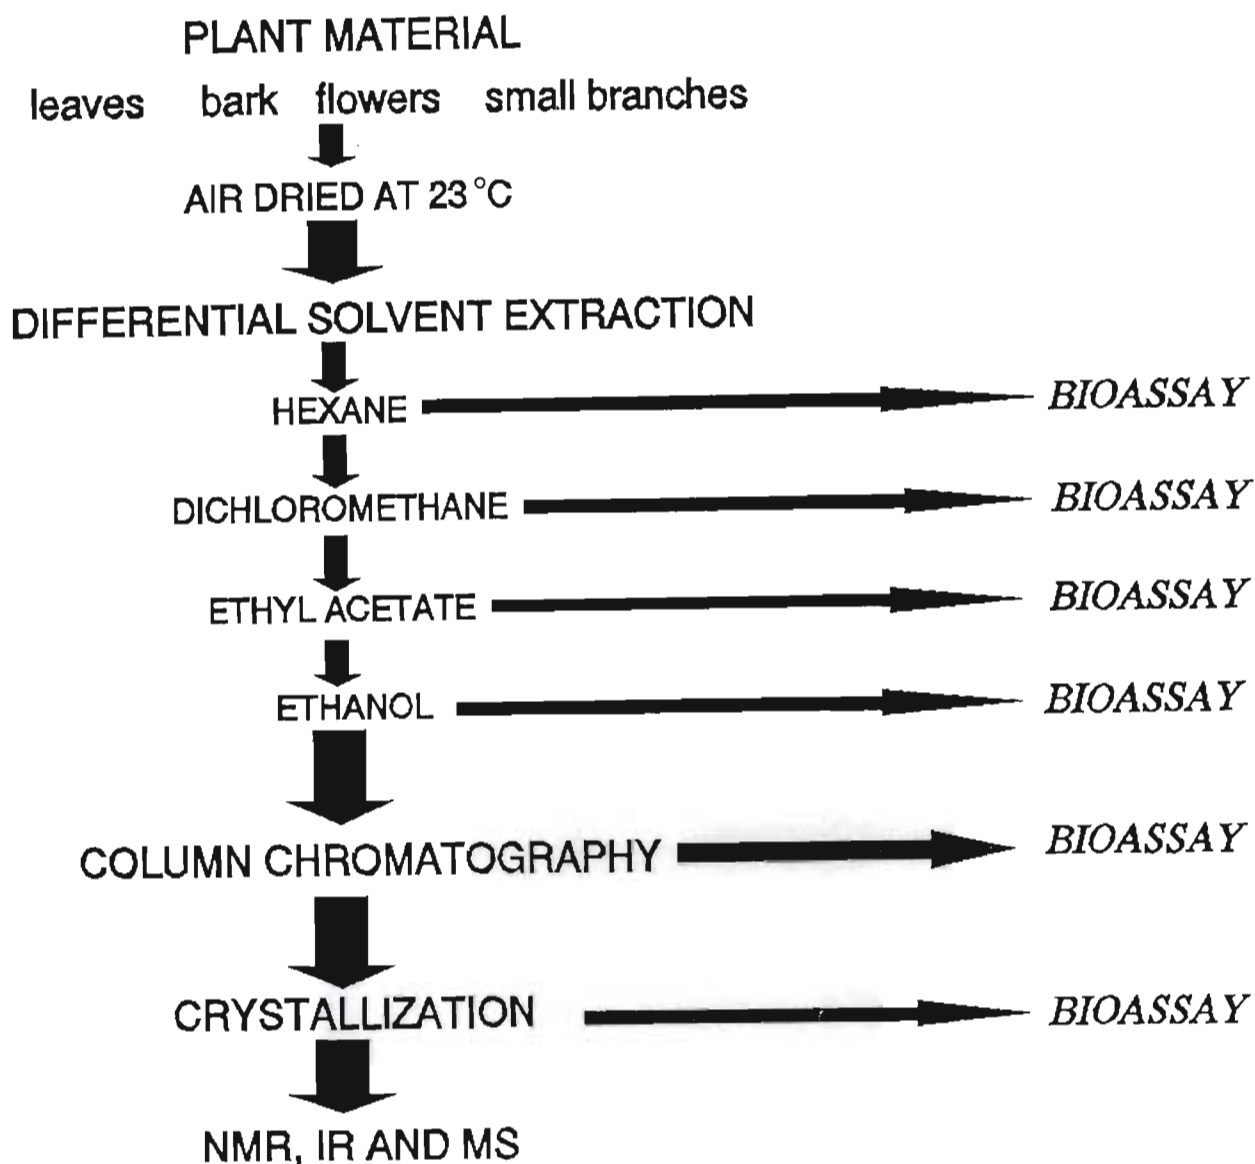 PLANT MATERIAL
leaves bark flowers small branches
AIR DRIED AT 23 °C
DIFFERENTIAL SOLVENT EXTRACTION
HEXANE BIOASSAY
DICHLOROMETHANE BIOASSAY
ETHYL ACETATE BIOASSAY
ETHANOL BIOASSAY
COLUMN CHROMATOGRAPHY BIOASSAY
CRYSTALLIZATION BIOASSAY
NMR, IR AND MS